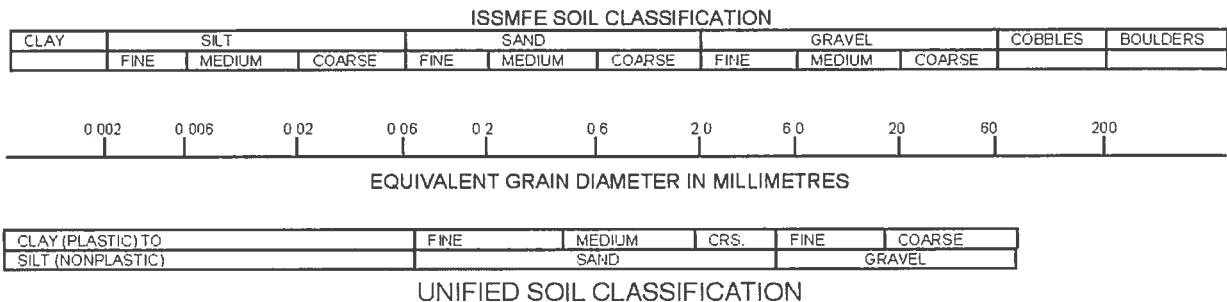 ISSMFE SOIL CLASSIFICATION
CLAY SILT SAND GRAVEL COBBLES BOULDERS
FINE MEDIUM COARSE FINE MEDIUM COARSE FINE MEDIUM COARSE
0 002 0 006 0 02 0 06 0 2 0 6 2 0 6 0 20 60 200
EQUIVALENT GRAIN DIAMETER IN MILLIMETRES
CLAY (PLASTIC) TO FINE MEDIUM CRS. FINE COARSE
SILT (NONPLASTIC) SAND GRAVEL
UNIFIED SOIL CLASSIFICATION